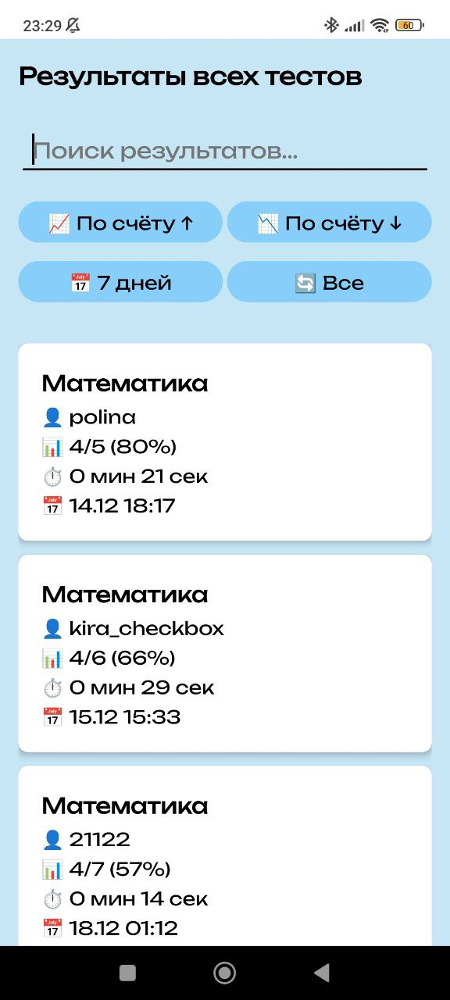 23:29
60
Результаты всех тестов
Поиск результатов...
📈 По счёту ↑
📉 По счёту ↓
📅 7 дней
🔄 Все
Математика
👤 polina
📊 4/5 (80%)
⏱️ 0 мин 21 сек
📅 14.12 18:17
Математика
👤 kira_checkbox
📊 4/6 (66%)
⏱️ 0 мин 29 сек
📅 15.12 15:33
Математика
👤 21122
📊 4/7 (57%)
⏱️ 0 мин 14 сек
📅 18.12 01:12